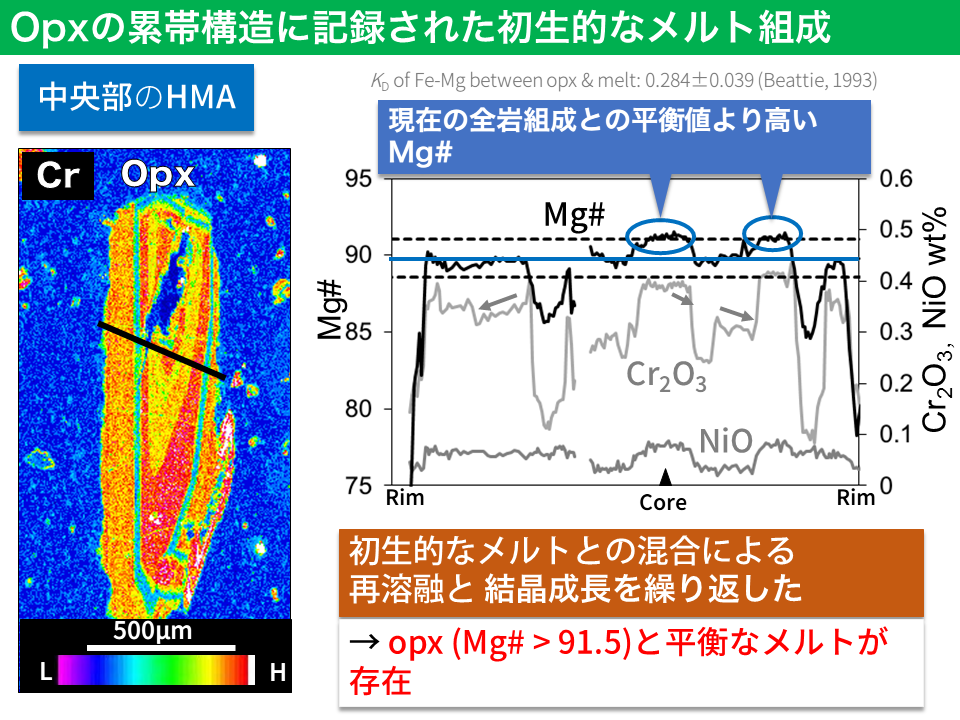 Opxの累帯構造に記録された初生的なメルト組成
中央部のHMA
KD of Fe-Mg between opx & melt: 0.284±0.039 (Beattie, 1993)
現在の全岩組成との平衡値より高い
Mg#
Cr
Opx
500μm
L
H
95
90
85
80
75
Mg#
Mg#
Cr2O3
NiO
0.6
0.5
0.4
0.3
0.2
0.1
0
Cr2O3, NiO wt%
Rim
Core
Rim
初生的なメルトとの混合による
再溶融と 結晶成長を繰り返した
→ opx (Mg# > 91.5)と平衡なメルトが
存在